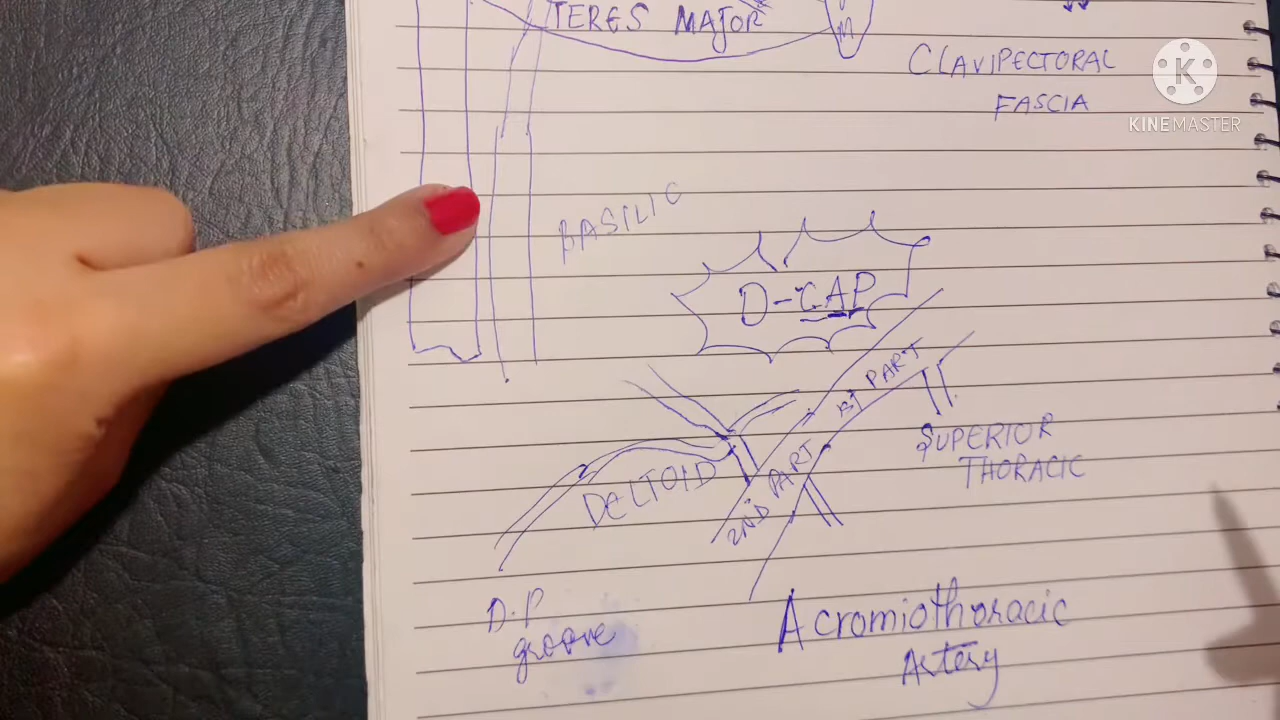 TERES MAJOR
M
CLAVIPECTORAL
FASCIA
KINEMASTER
BASILIC
D-CAP
1ST PART
2ND PART
SUPERIOR
THORACIC
DELTOID
D.P
groove
Acromiothoracic
Artery